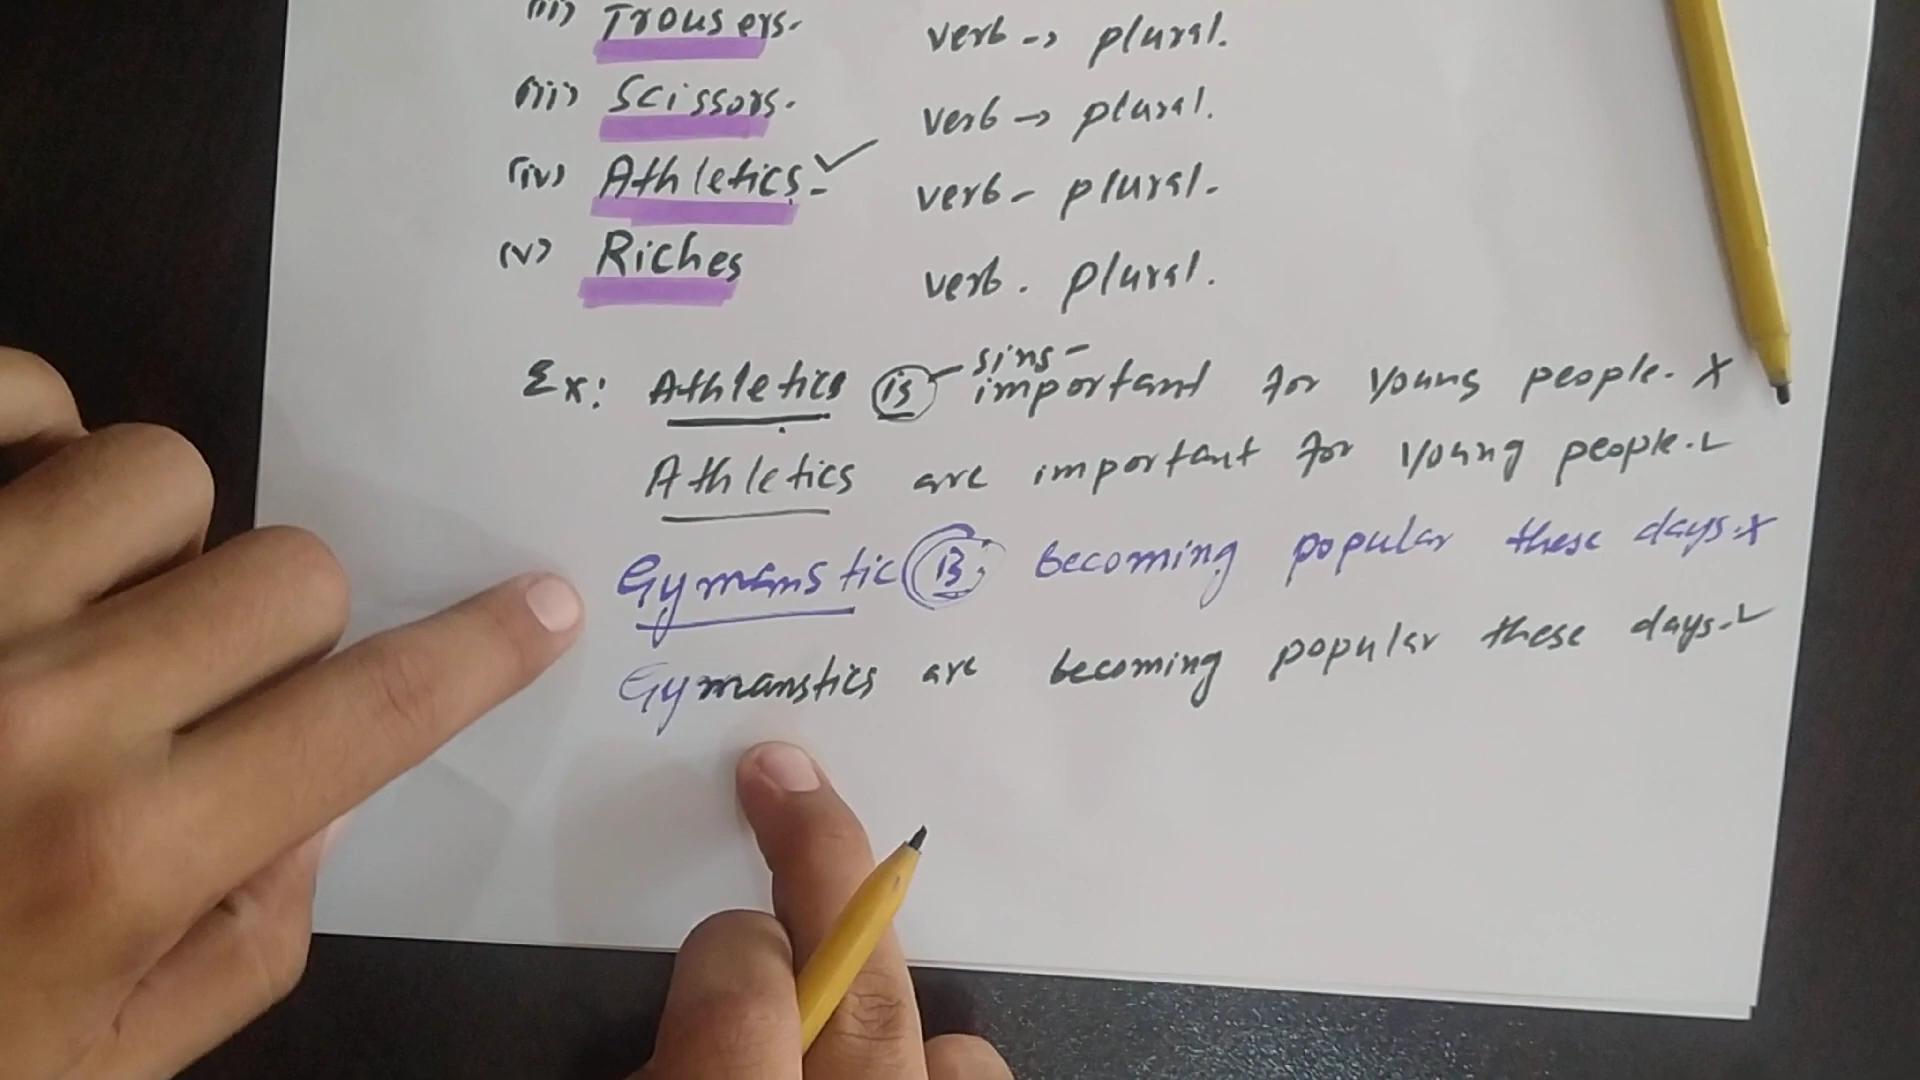 (ii) Trousers. verb -> plural.
(iii) Scissors. verb -> plural.
(iv) Athletics. ✓ verb - plural.
(v) Riches verb. plural.
sing -
Ex: Athletics is important for young people. x
Athletics are important for young people. ✓
Gymanstic is becoming popular these days. x
Gymanstics are becoming popular these days. ✓